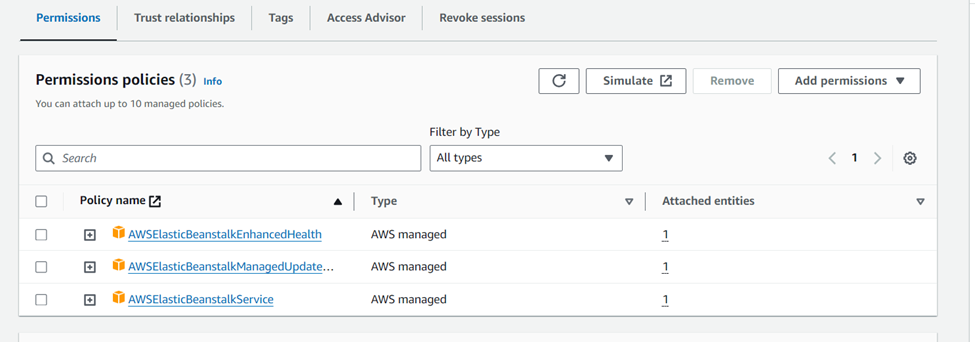 Permissions Trust relationships Tags Access Advisor Revoke sessions
Permissions policies (3) Info
Simulate Remove Add permissions
You can attach up to 10 managed policies.
Filter by Type
Search All types 1
Policy name Type Attached entities
AWSElasticBeanstalkEnhancedHealth AWS managed 1
AWSElasticBeanstalkManagedUpdate... AWS managed 1
AWSElasticBeanstalkService AWS managed 1